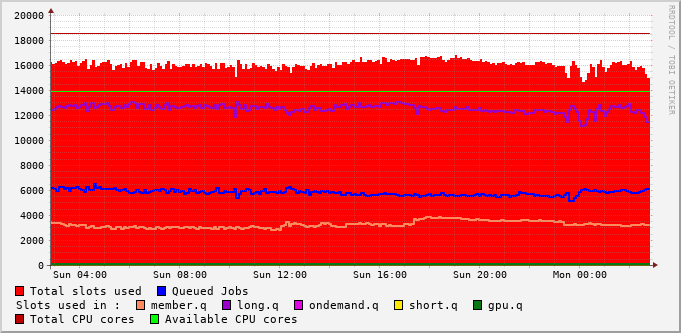 20000
18000
16000
14000
12000
10000
8000
6000
4000
2000
0
Sun 04:00 Sun 08:00 Sun 12:00 Sun 16:00 Sun 20:00 Mon 00:00
RRDTOOL / TOBI OETIKER
Total slots used Queued Jobs
Slots used in : member.q long.q ondemand.q short.q gpu.q
Total CPU cores Available CPU cores